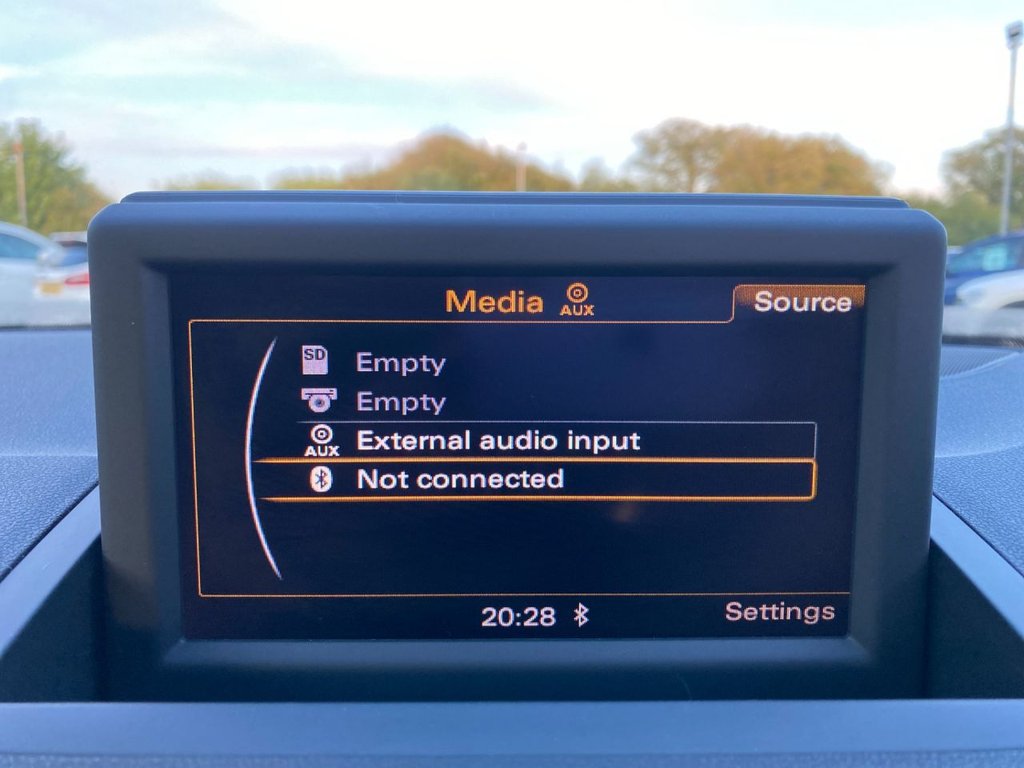 Media AUX Source
SD Empty
Empty
AUX External audio input
Not connected
20:28 Settings